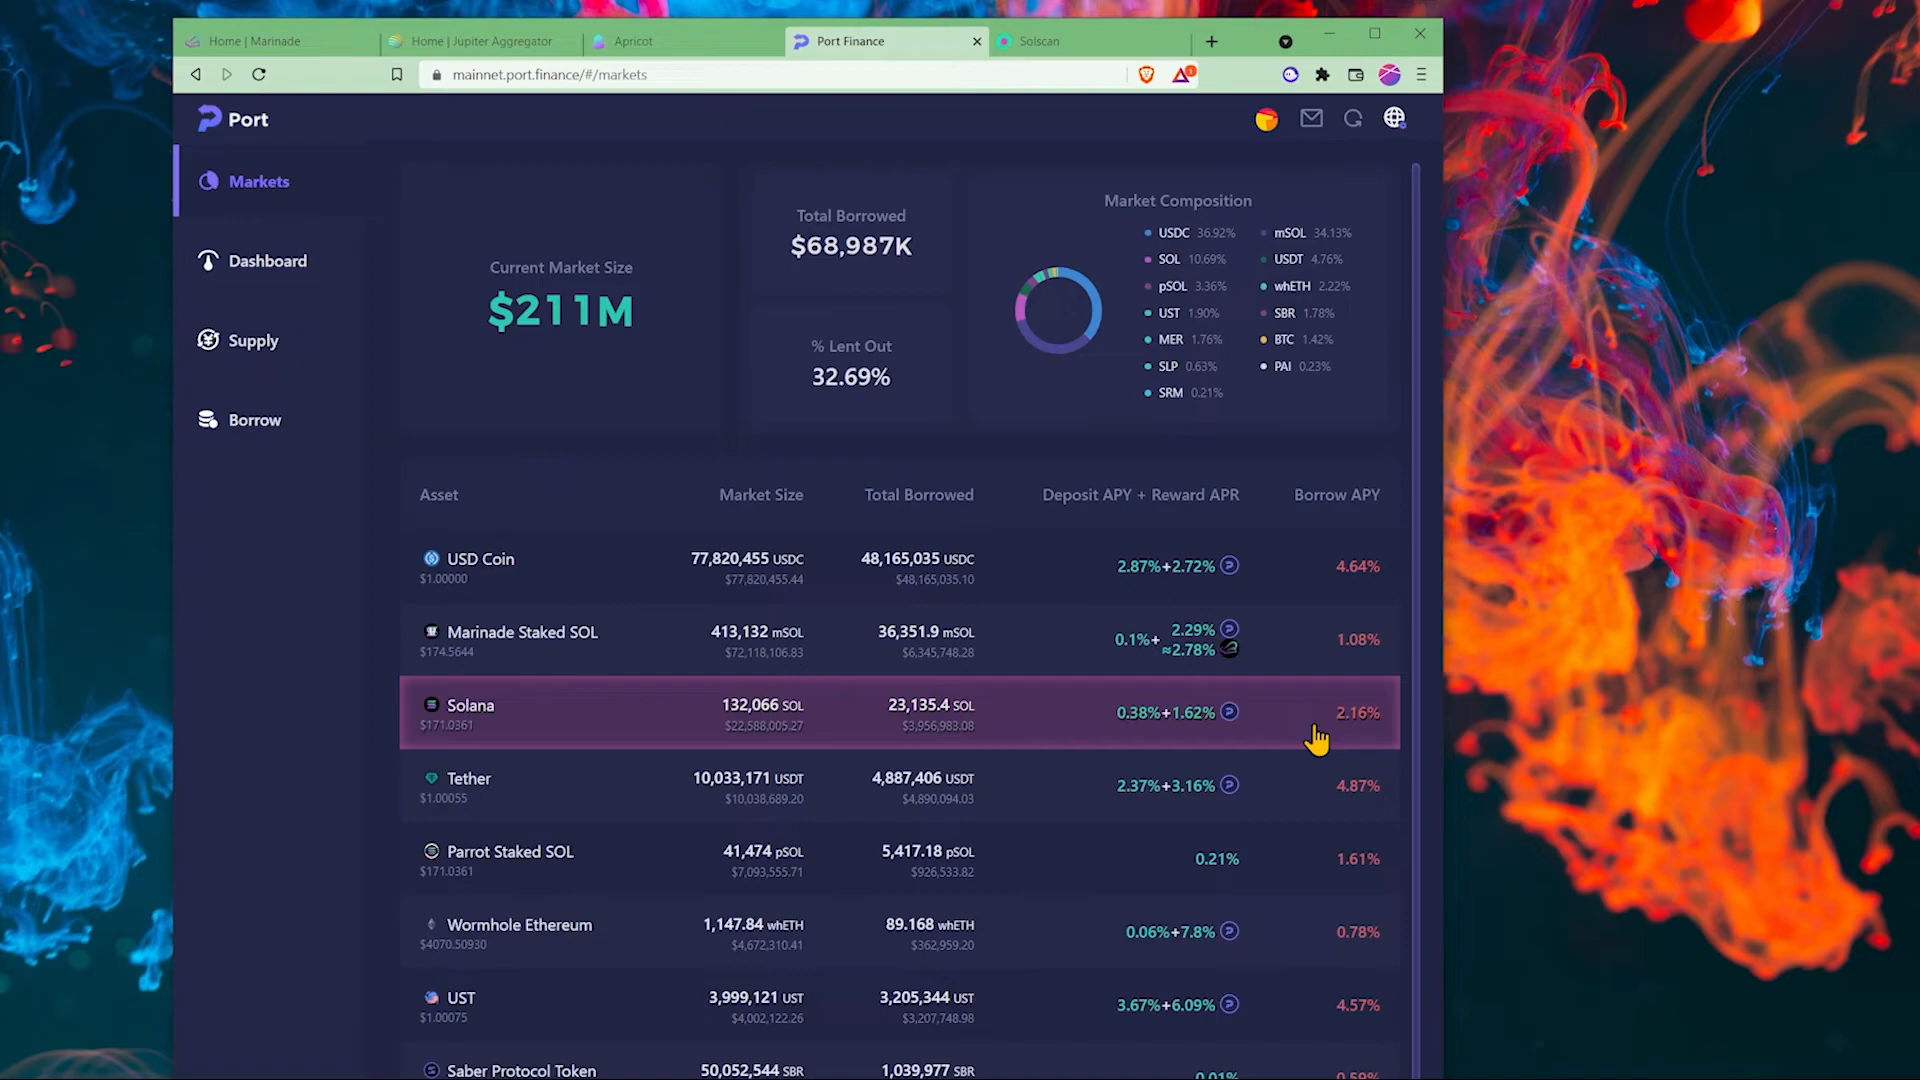 Home | Marinade
Home | Jupiter Aggregator
Apricot
Port Finance
Solscan
mainnet.port.finance/#/markets
Port
Markets
Dashboard
Supply
Borrow
Current Market Size
$211M
Total Borrowed
$68,987K
% Lent Out
32.69%
Market Composition
USDC 36.92% mSOL 34.13%
SOL 10.69% USDT 4.76%
pSOL 3.36% whETH 2.22%
UST 1.90% SBR 1.78%
MER 1.76% BTC 1.42%
SLP 0.63% PAI 0.23%
SRM 0.21%
Asset Market Size Total Borrowed Deposit APY + Reward APR Borrow APY
USD Coin 77,820,455 USDC 48,165,035 USDC 2.87%+2.72% 4.64%
$1.00000 $77,820,455.44 $48,165,035.10
Marinade Staked SOL 413,132 mSOL 36,351.9 mSOL 0.1%+ 2.29% 1.08%
$174.5644 $72,118,106.83 $6,345,748.28 ≈2.78%
Solana 132,066 SOL 23,135.4 SOL 0.38%+1.62% 2.16%
$171.0361 $22,588,005.27 $3,956,983.08
Tether 10,033,171 USDT 4,887,406 USDT 2.37%+3.16% 4.87%
$1.00055 $10,038,689.20 $4,890,094.03
Parrot Staked SOL 41,474 pSOL 5,417.18 pSOL 0.21% 1.61%
$171.0361 $7,093,555.71 $926,533.82
Wormhole Ethereum 1,147.84 whETH 89.168 whETH 0.06%+7.8% 0.78%
$4070.50930 $4,672,310.41 $362,959.20
UST 3,999,121 UST 3,205,344 UST 3.67%+6.09% 4.57%
$1.00075 $4,002,122.26 $3,207,748.98
Saber Protocol Token 50,052,544 SBR 1,039,977 SBR 0.01% 0.59%